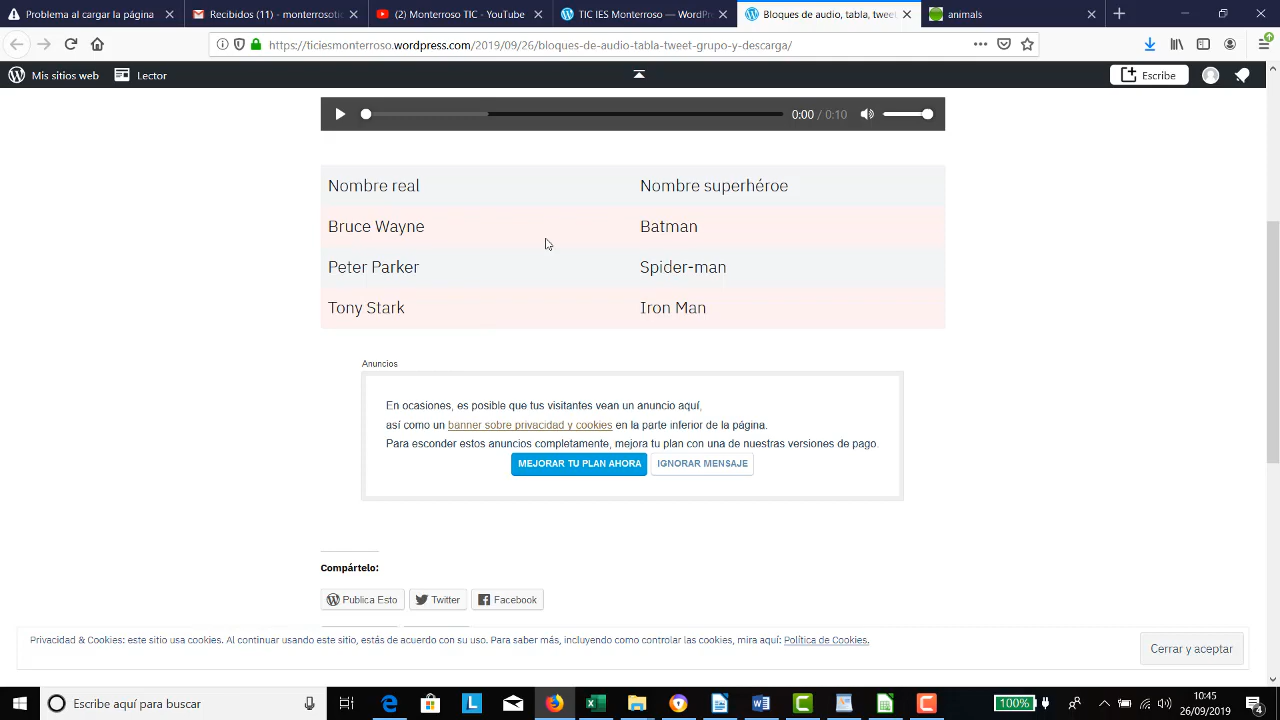 Problema al cargar la página
Recibidos (11) - monterrosotic
(2) Monterroso TIC - YouTube
TIC IES Monterroso — WordPr
Bloques de audio, tabla, tweet
animals
https://ticiesmonterroso.wordpress.com/2019/09/26/bloques-de-audio-tabla-tweet-grupo-y-descarga/
Mis sitios web
Lector
Escribe
0:00 / 0:10
Nombre real Nombre superhéroe
Bruce Wayne Batman
Peter Parker Spider-man
Tony Stark Iron Man
Anuncios
En ocasiones, es posible que tus visitantes vean un anuncio aquí,
así como un banner sobre privacidad y cookies en la parte inferior de la página.
Para esconder estos anuncios completamente, mejora tu plan con una de nuestras versiones de pago.
MEJORAR TU PLAN AHORA IGNORAR MENSAJE
Compártelo:
Publica Esto Twitter Facebook
Privacidad & Cookies: este sitio usa cookies. Al continuar usando este sitio, estás de acuerdo con su uso. Para saber más, incluyendo como controlar las cookies, mira aquí: Política de Cookies.
Cerrar y aceptar
Escribe aquí para buscar
100%
10:45
26/09/2019
4